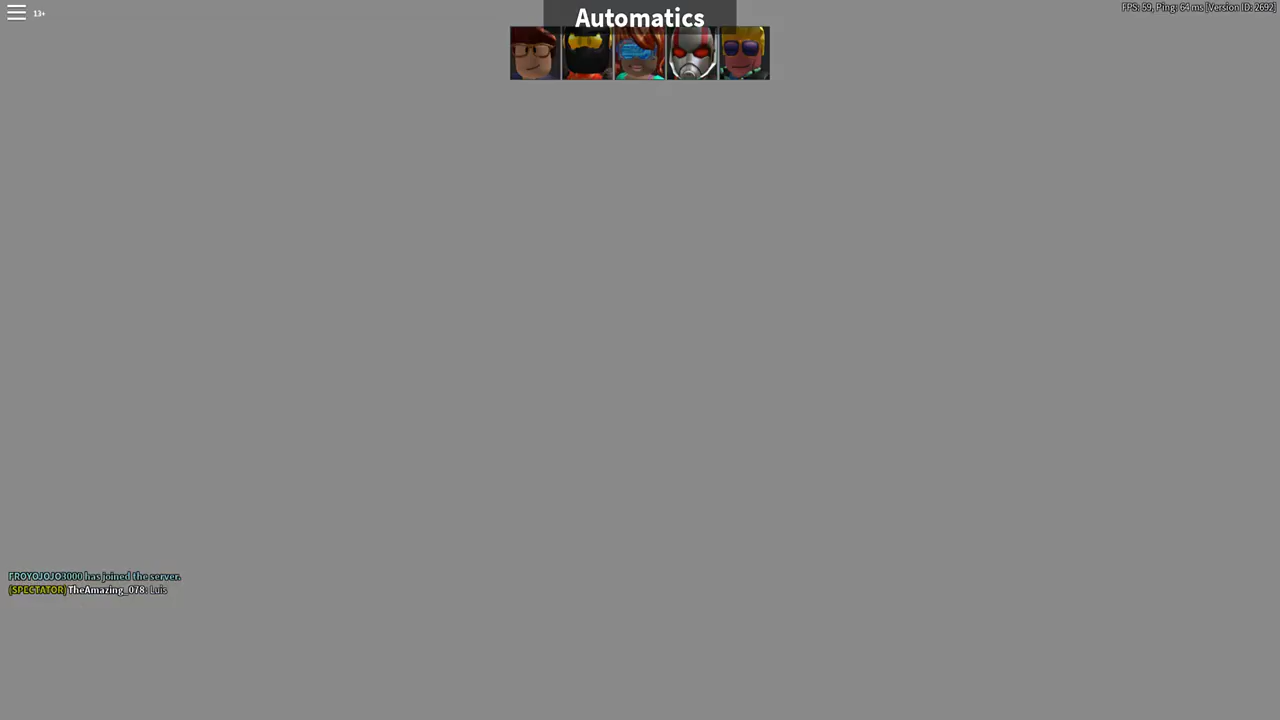 13+
Automatics
FPS: 59, Ping: 64 ms [Version ID: 2692]
FROYOJOJO3000 has joined the server.
(SPECTATOR) TheAmazing_078: Luis